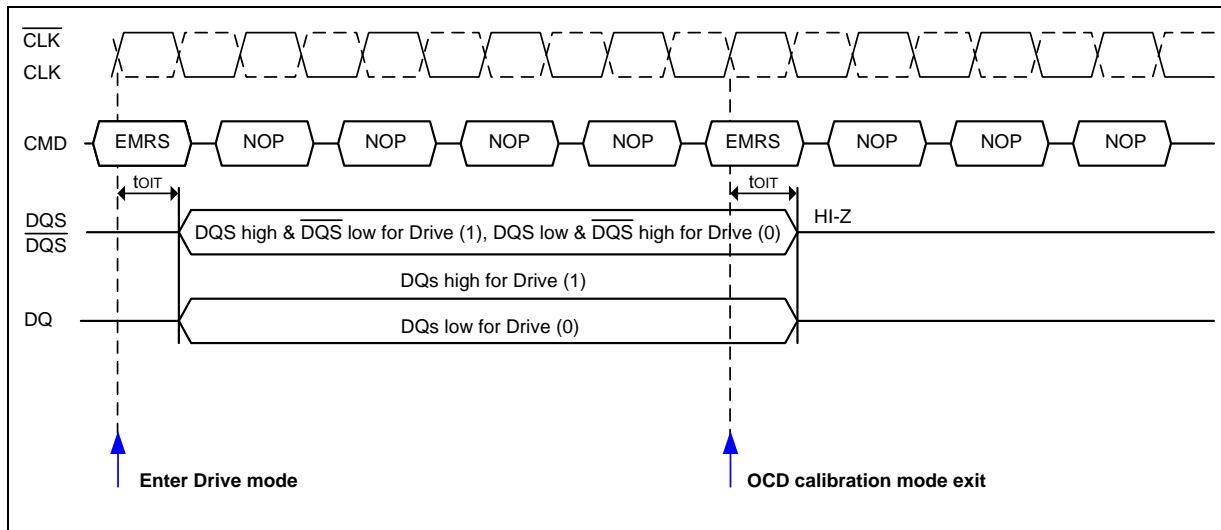 CLK
CLK
CMD EMRS NOP NOP NOP NOP EMRS NOP NOP NOP
tOIT tOIT
DQS HI-Z
DQS
DQS high & DQS low for Drive (1), DQS low & DQS high for Drive (0)
DQs high for Drive (1)
DQ
DQs low for Drive (0)
Enter Drive mode OCD calibration mode exit